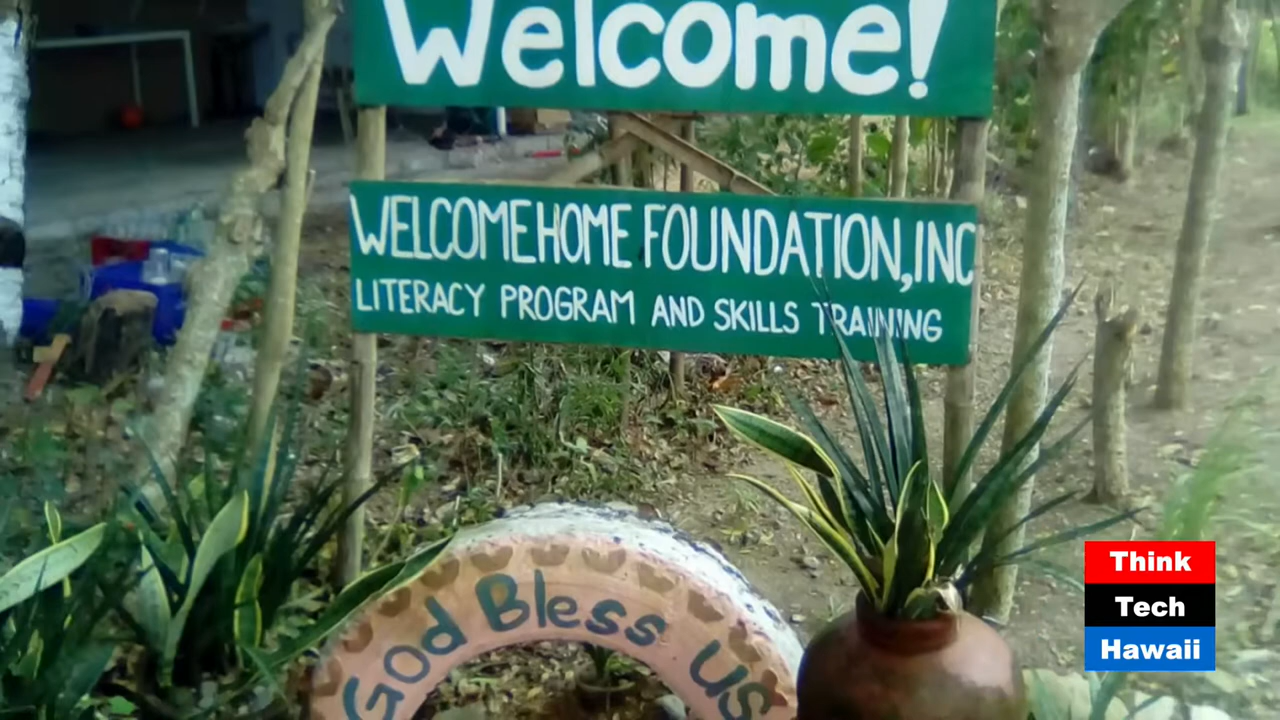 Welcome!
WELCOMEHOME FOUNDATION, INC
LITERACY PROGRAM AND SKILLS TRAINING
God Bless Us
Think
Tech
Hawaii